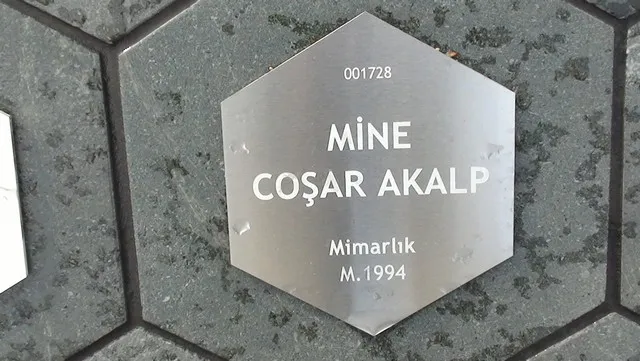 001728
MİNE
COŞAR AKALP
Mimarlık
M.1994